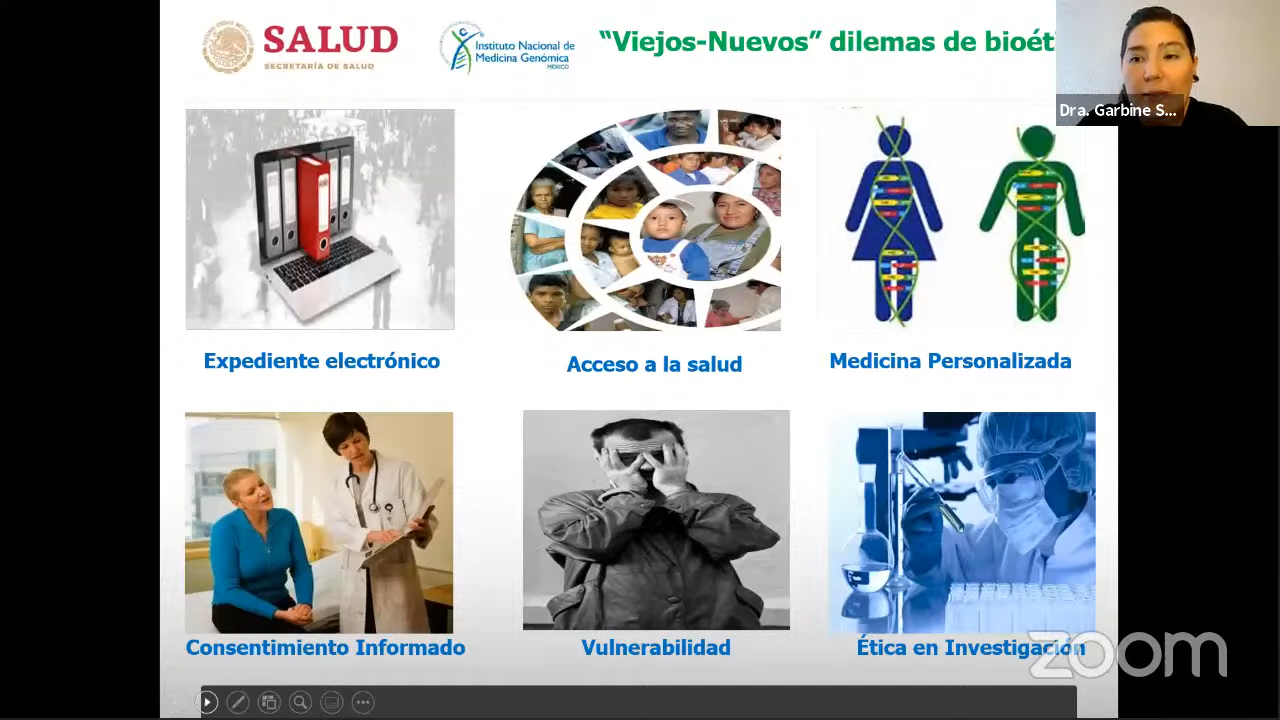 SALUD
SECRETARÍA DE SALUD
Instituto Nacional de
Medicina Genómica
MÉXICO
“Viejos-Nuevos” dilemas de bioéti
Dra. Garbine S...
Expediente electrónico
Acceso a la salud
Medicina Personalizada
Consentimiento Informado
Vulnerabilidad
Ética en Investigación
zoom